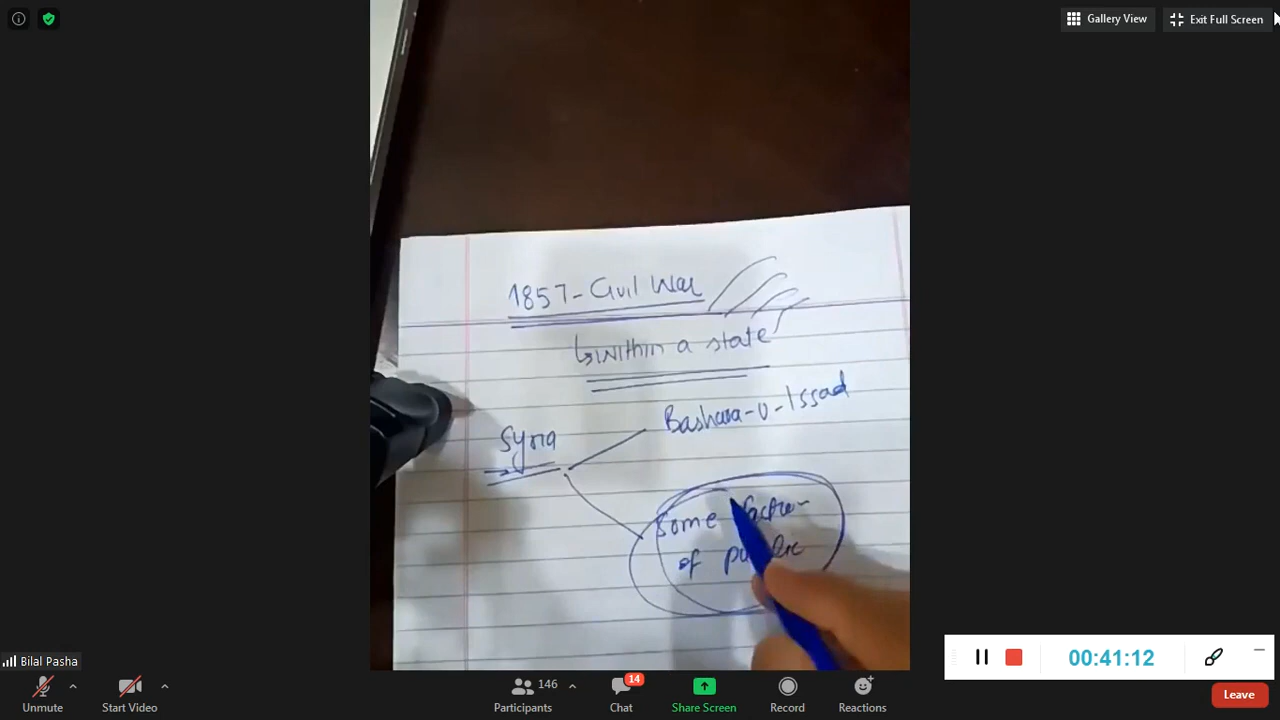 Gallery View
Exit Full Screen
1857-Civil War
↳within a state
Syria
Bashara-U-Issad
Some
of public
Bilal Pasha
00:41:12
146
14
Unmute
Start Video
Participants
Chat
Share Screen
Record
Reactions
Leave